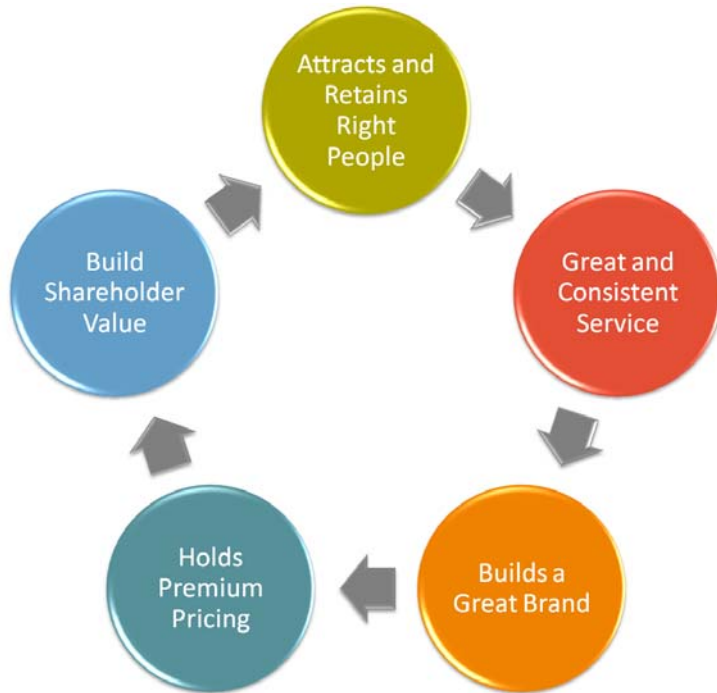 Attracts and
Retains
Right
People
Great and
Consistent
Service
Builds a
Great Brand
Holds
Premium
Pricing
Build
Shareholder
Value